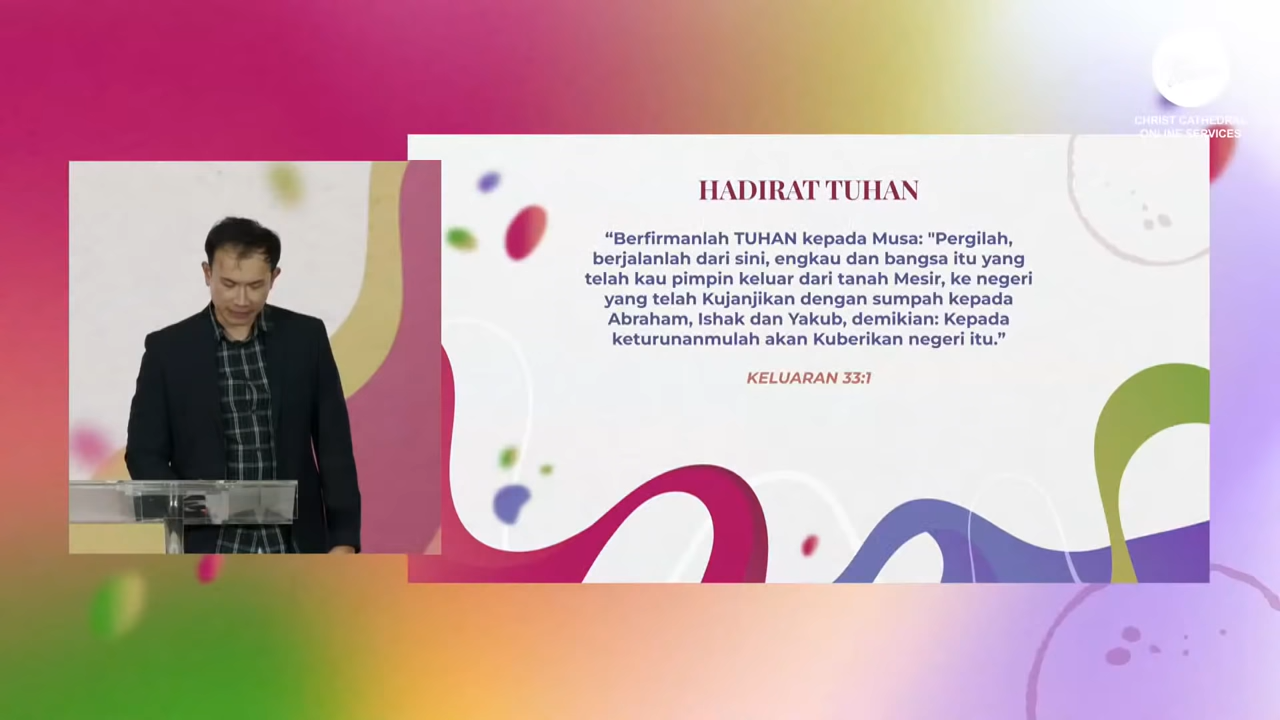 CHRIST CATHEDRAL
ONLINE SERVICES
HADIRAT TUHAN
“Berfirmanlah TUHAN kepada Musa: "Pergilah,
berjalanlah dari sini, engkau dan bangsa itu yang
telah kau pimpin keluar dari tanah Mesir, ke negeri
yang telah Kujanjikan dengan sumpah kepada
Abraham, Ishak dan Yakub, demikian: Kepada
keturunanmulah akan Kuberikan negeri itu.”
KELUARAN 33:1